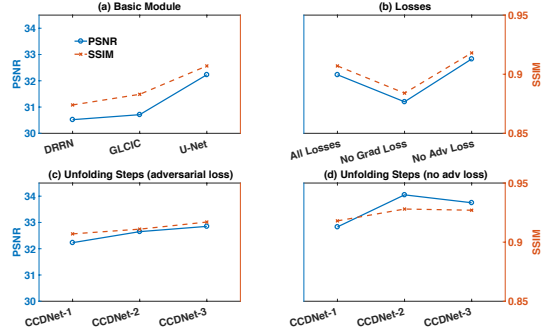 (a) Basic Module
(b) Losses
34
33
32
31
30
PSNR
PSNR
SSIM
DRRN
GLCIC
U-Net
0.95
0.9
0.85
SSIM
All Losses
No Grad Loss
No Adv Loss
(c) Unfolding Steps (adversarial loss)
(d) Unfolding Steps (no adv loss)
34
33
32
31
30
PSNR
CCDNet-1
CCDNet-2
CCDNet-3
0.95
0.9
0.85
SSIM
CCDNet-1
CCDNet-2
CCDNet-3